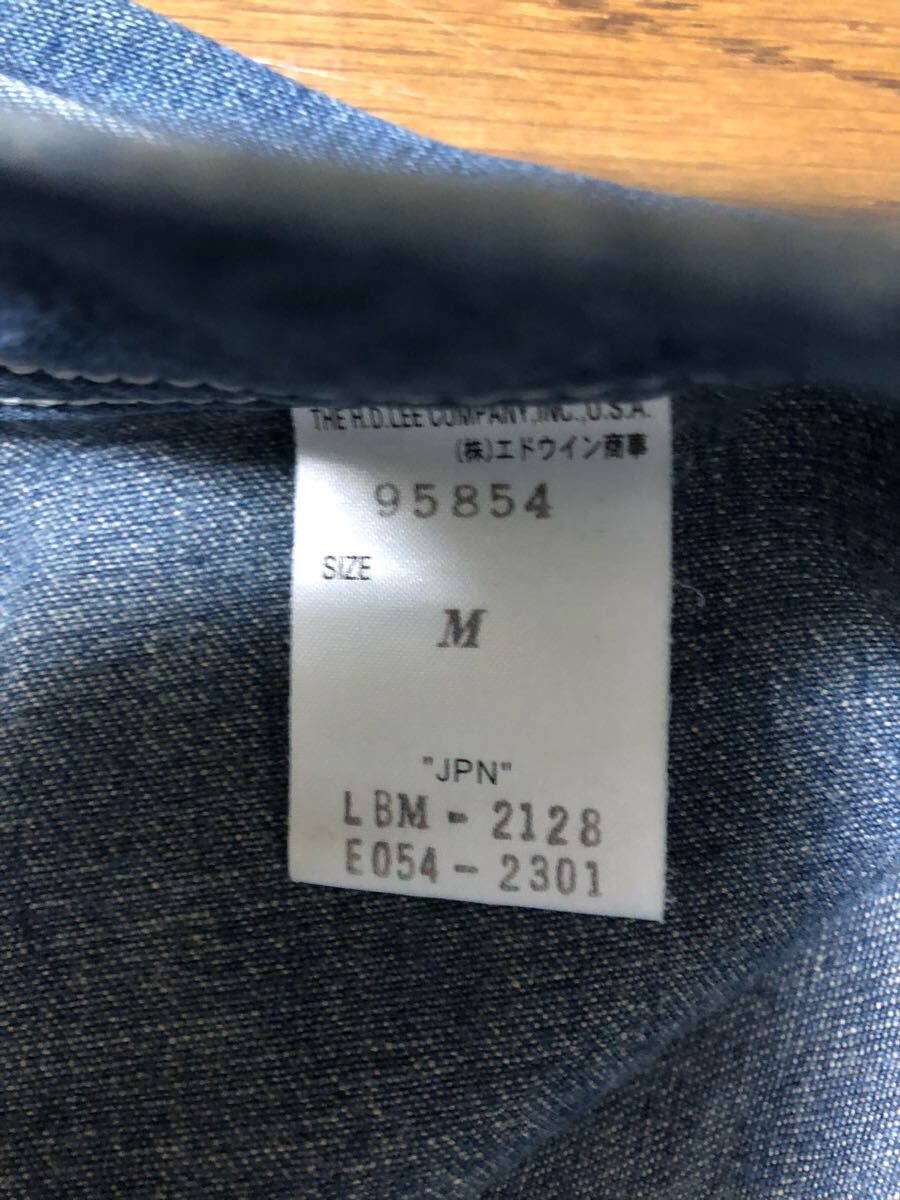 THE H.D. LEE COMPANY, INC., U.S.A.
(株)エドウイン商事
95854
SIZE
M
"JPN"
LBM-2128
E054-2301